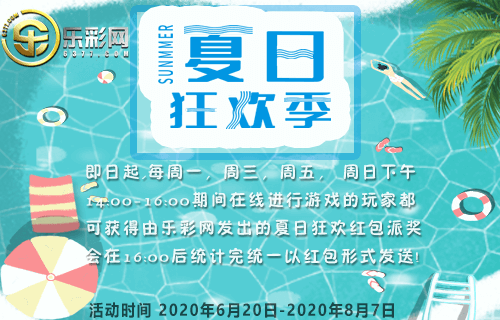 乐彩网
6375.com
SUNMMER
夏日
狂欢季
即日起,每周一，周三，周五， 周日下午
14:00-16:00期间在线进行游戏的玩家都
可获得由乐彩网发出的夏日狂欢红包派奖
会在16:00后统计完统一以红包形式发送!
活动时间 2020年6月20日-2020年8月7日